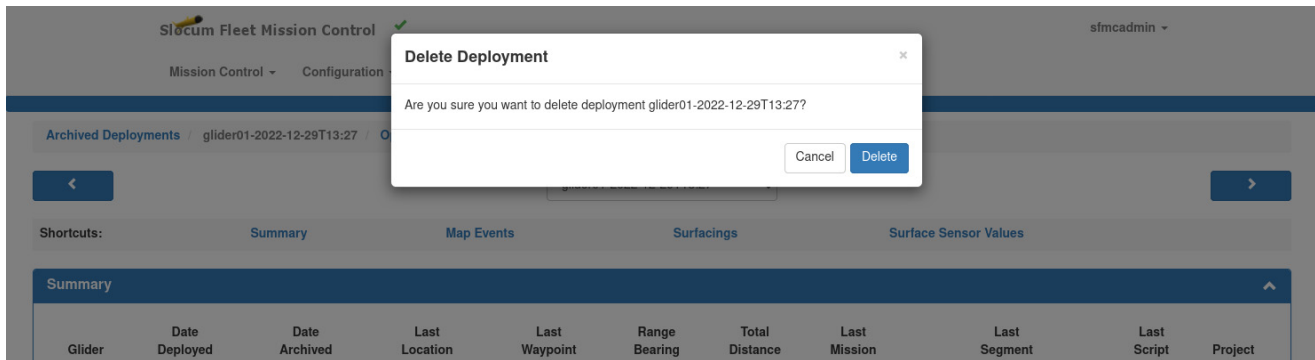 Slocum Fleet Mission Control
sfmcadmin
Mission Control
Configuration
Delete Deployment
×
Are you sure you want to delete deployment glider01-2022-12-29T13:27?
Cancel
Delete
Archived Deployments / glider01-2022-12-29T13:27 /
Shortcuts:
Summary
Map Events
Surfacings
Surface Sensor Values
Summary
Glider
Date Deployed
Date Archived
Last Location
Last Waypoint
Range Bearing
Total Distance
Last Mission
Last Segment
Last Script
Project